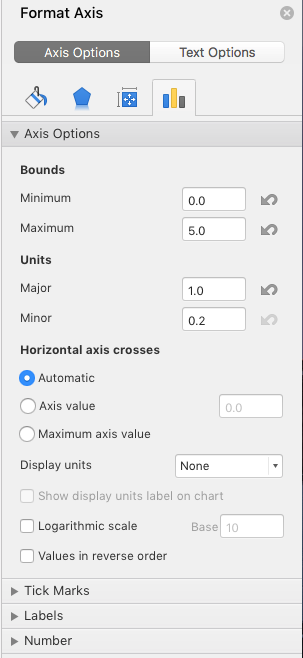 Format Axis
Axis Options Text Options
Axis Options
Bounds
Minimum 0.0
Maximum 5.0
Units
Major 1.0
Minor 0.2
Horizontal axis crosses
Automatic
Axis value 0.0
Maximum axis value
Display units None
Show display units label on chart
Logarithmic scale Base 10
Values in reverse order
Tick Marks
Labels
Number